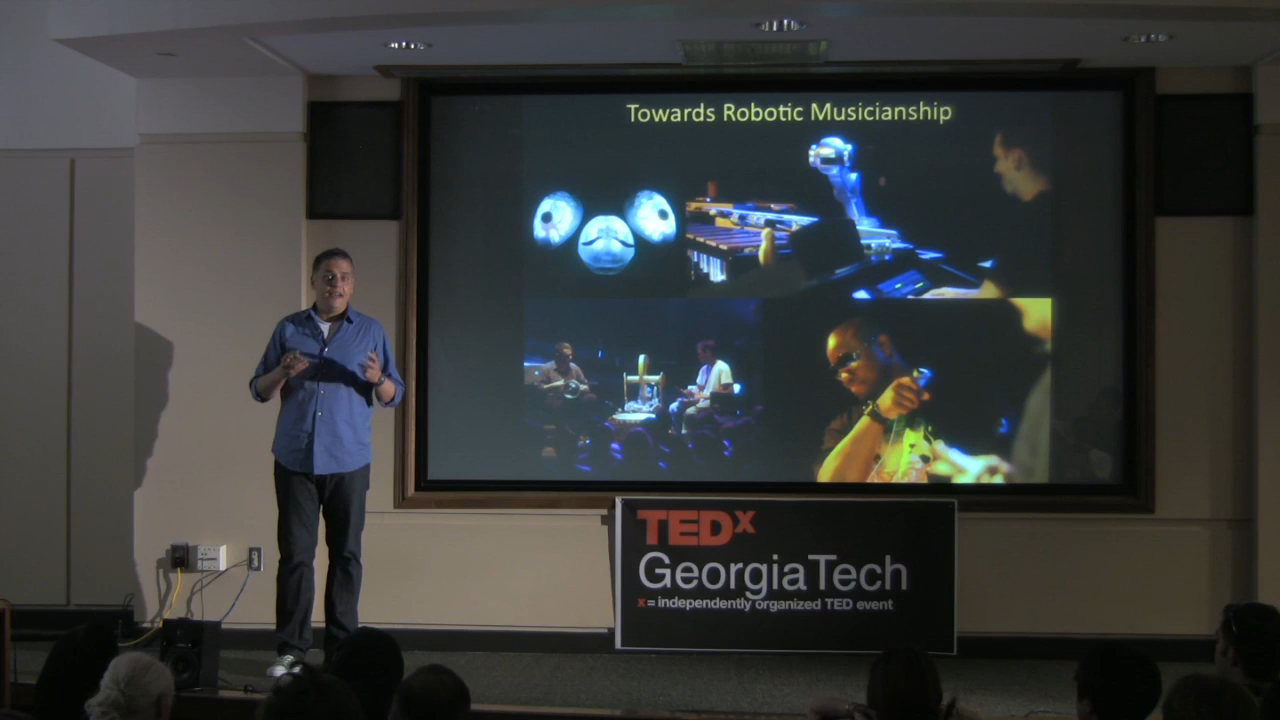 Towards Robotic Musicianship
TEDx
GeorgiaTech
x = independently organized TED event